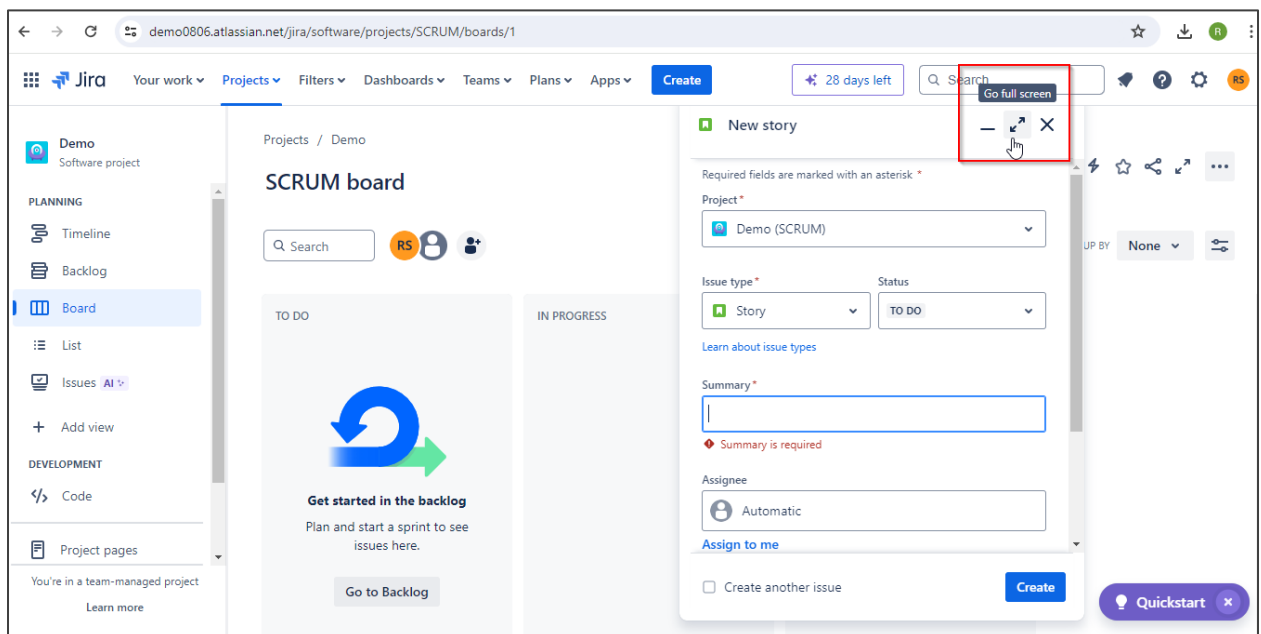 demo0806.atlassian.net/jira/software/projects/SCRUM/boards/1
R
Jira
Your work
Projects
Filters
Dashboards
Teams
Plans
Apps
Create
28 days left
Search
RS
Go full screen
Demo
Software project
PLANNING
Timeline
Backlog
Board
List
Issues AI
Add view
DEVELOPMENT
Code
Project pages
You're in a team-managed project
Learn more
Projects / Demo
SCRUM board
Search
RS
UP BY
None
TO DO
IN PROGRESS
Get started in the backlog
Plan and start a sprint to see
issues here.
Go to Backlog
New story
Required fields are marked with an asterisk *
Project *
Demo (SCRUM)
Issue type *
Status
Story
TO DO
Learn about issue types
Summary *
Summary is required
Assignee
Automatic
Assign to me
Create another issue
Create
Quickstart